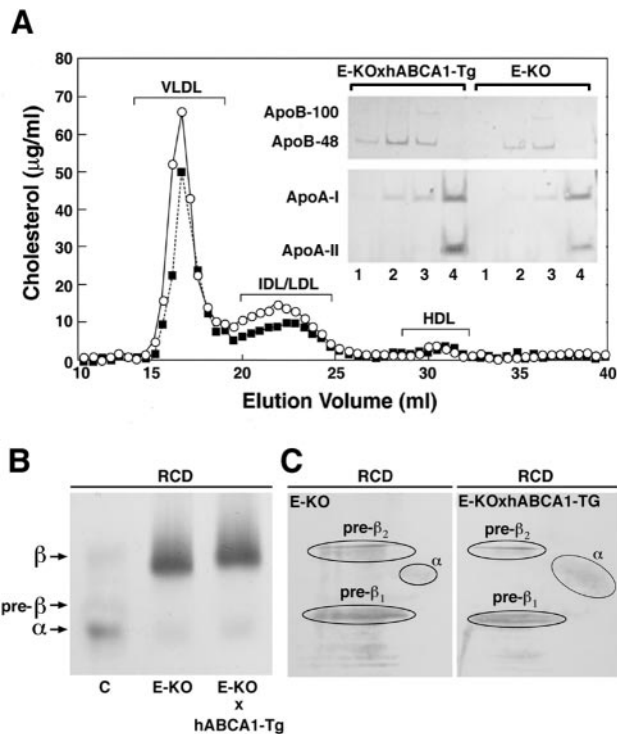 A
Cholesterol (µg/ml)
80
70
60
50
40
30
20
10
0
10 15 20 25 30 35 40
Elution Volume (ml)
VLDL
IDL/LDL
HDL
E-KOxhABCA1-Tg E-KO
ApoB-100
ApoB-48
ApoA-I
ApoA-II
1 2 3 4 1 2 3 4
B
RCD
β
pre-β
α
C E-KO E-KO
x
hABCA1-Tg
C
RCD RCD
E-KO E-KOxhABCA1-TG
pre-β₂ pre-β₂
α α
pre-β₁ pre-β₁